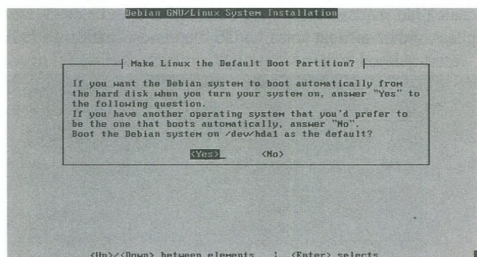 Debian GNU/Linux System Installation
Make Linux the Default Boot Partition?
If you want the Debian system to boot automatically from
the hard disk when you turn your system on, answer "Yes" to
the following question.
If you have another operating system that you'd prefer to
be the one that boots automatically, answer "No".
Boot the Debian system on /dev/hda1 as the default?
<Yes> <No>
<Up>/<Down> between elements | <Enter> selects